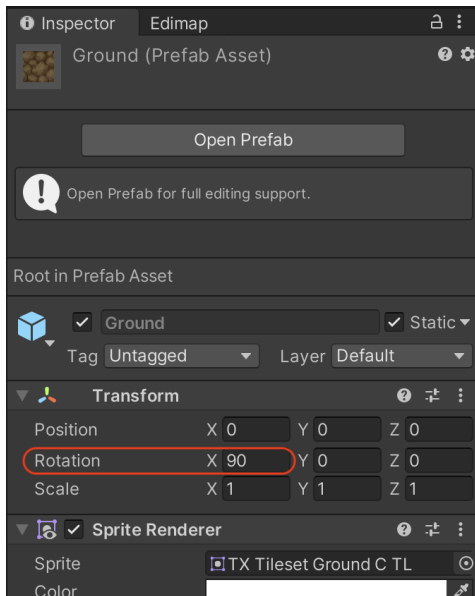 Inspector Edimap
Ground (Prefab Asset)
Open Prefab
Open Prefab for full editing support.
Root in Prefab Asset
Ground Static
Tag Untagged Layer Default
Transform
Position X 0 Y 0 Z 0
Rotation X 90 Y 0 Z 0
Scale X 1 Y 1 Z 1
Sprite Renderer
Sprite TX Tileset Ground C TL
Color